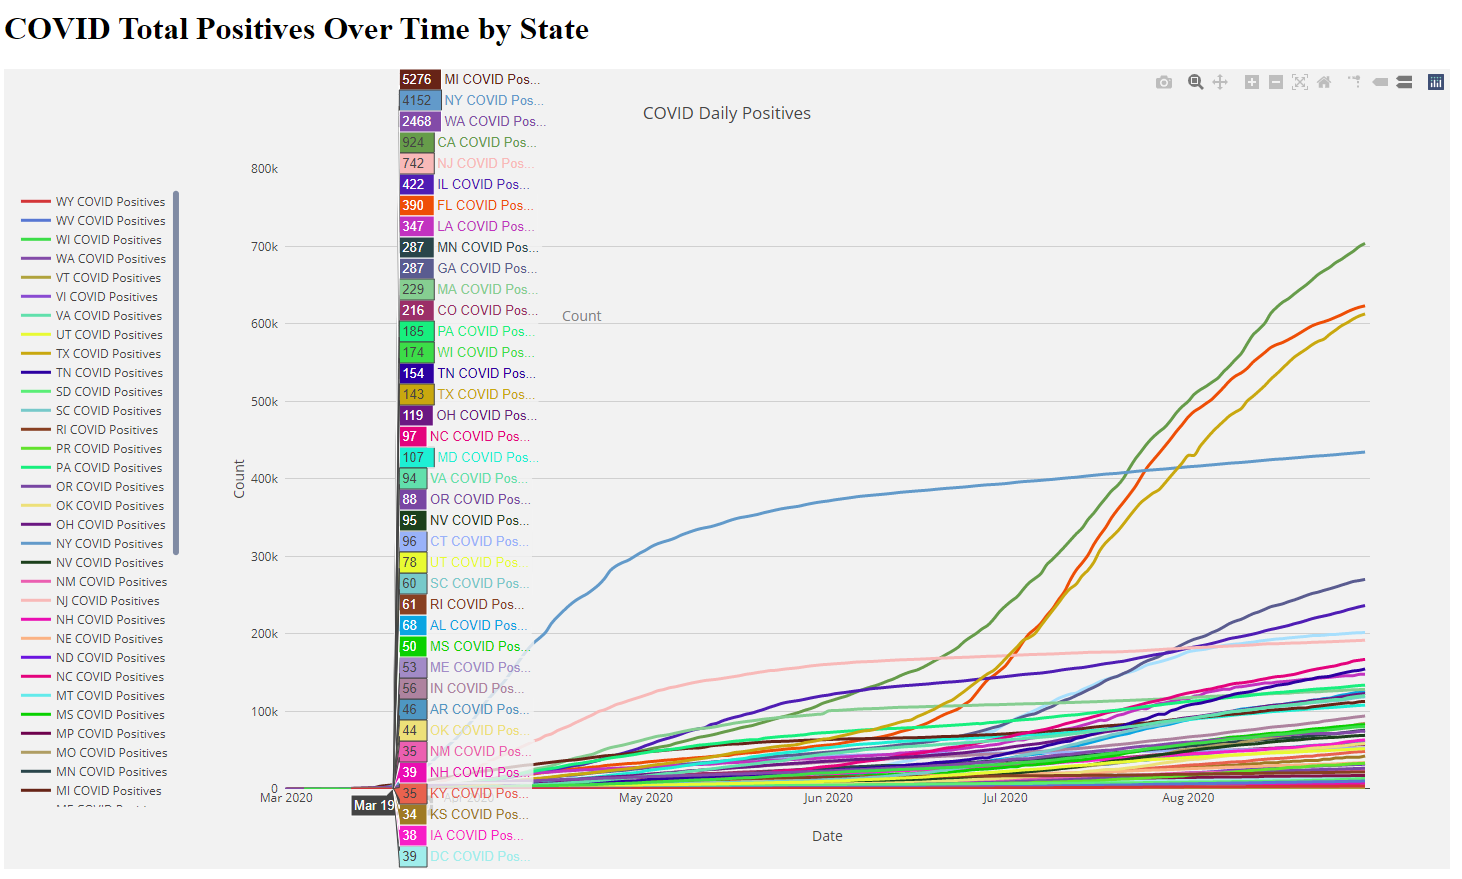 COVID Total Positives Over Time by State
COVID Daily Positives
5276 MI COVID Pos...
4152 NY COVID Pos...
2468 WA COVID Pos...
924 CA COVID Pos...
742 NJ COVID Pos...
422 IL COVID Pos...
390 FL COVID Pos...
347 LA COVID Pos...
287 MN COVID Pos...
287 GA COVID Pos...
229 MA COVID Pos...
216 CO COVID Pos...
185 PA COVID Pos...
174 WI COVID Pos...
154 TN COVID Pos...
143 TX COVID Pos...
119 OH COVID Pos...
97 NC COVID Pos...
107 MD COVID Pos...
94 VA COVID Pos...
88 OR COVID Pos...
95 NV COVID Pos...
96 CT COVID Pos...
78 UT COVID Pos...
60 SC COVID Pos...
61 RI COVID Pos...
68 AL COVID Pos...
50 MS COVID Pos...
53 ME COVID Pos...
56 IN COVID Pos...
46 AR COVID Pos...
44 OK COVID Pos...
35 NM COVID Pos...
39 NH COVID Pos...
35 KY COVID Pos...
34 KS COVID Pos...
38 IA COVID Pos...
39 DC COVID Pos...
WY COVID Positives
WV COVID Positives
WI COVID Positives
WA COVID Positives
VT COVID Positives
VI COVID Positives
VA COVID Positives
UT COVID Positives
TX COVID Positives
TN COVID Positives
SD COVID Positives
SC COVID Positives
RI COVID Positives
PR COVID Positives
PA COVID Positives
OR COVID Positives
OK COVID Positives
OH COVID Positives
NY COVID Positives
NV COVID Positives
NM COVID Positives
NJ COVID Positives
NH COVID Positives
NE COVID Positives
ND COVID Positives
NC COVID Positives
MT COVID Positives
MS COVID Positives
MP COVID Positives
MO COVID Positives
MN COVID Positives
MI COVID Positives
Count
800k
700k
600k
500k
400k
300k
200k
100k
0
Count
Mar 2020
Mar 19
Apr 2020
May 2020
Jun 2020
Jul 2020
Aug 2020
Date